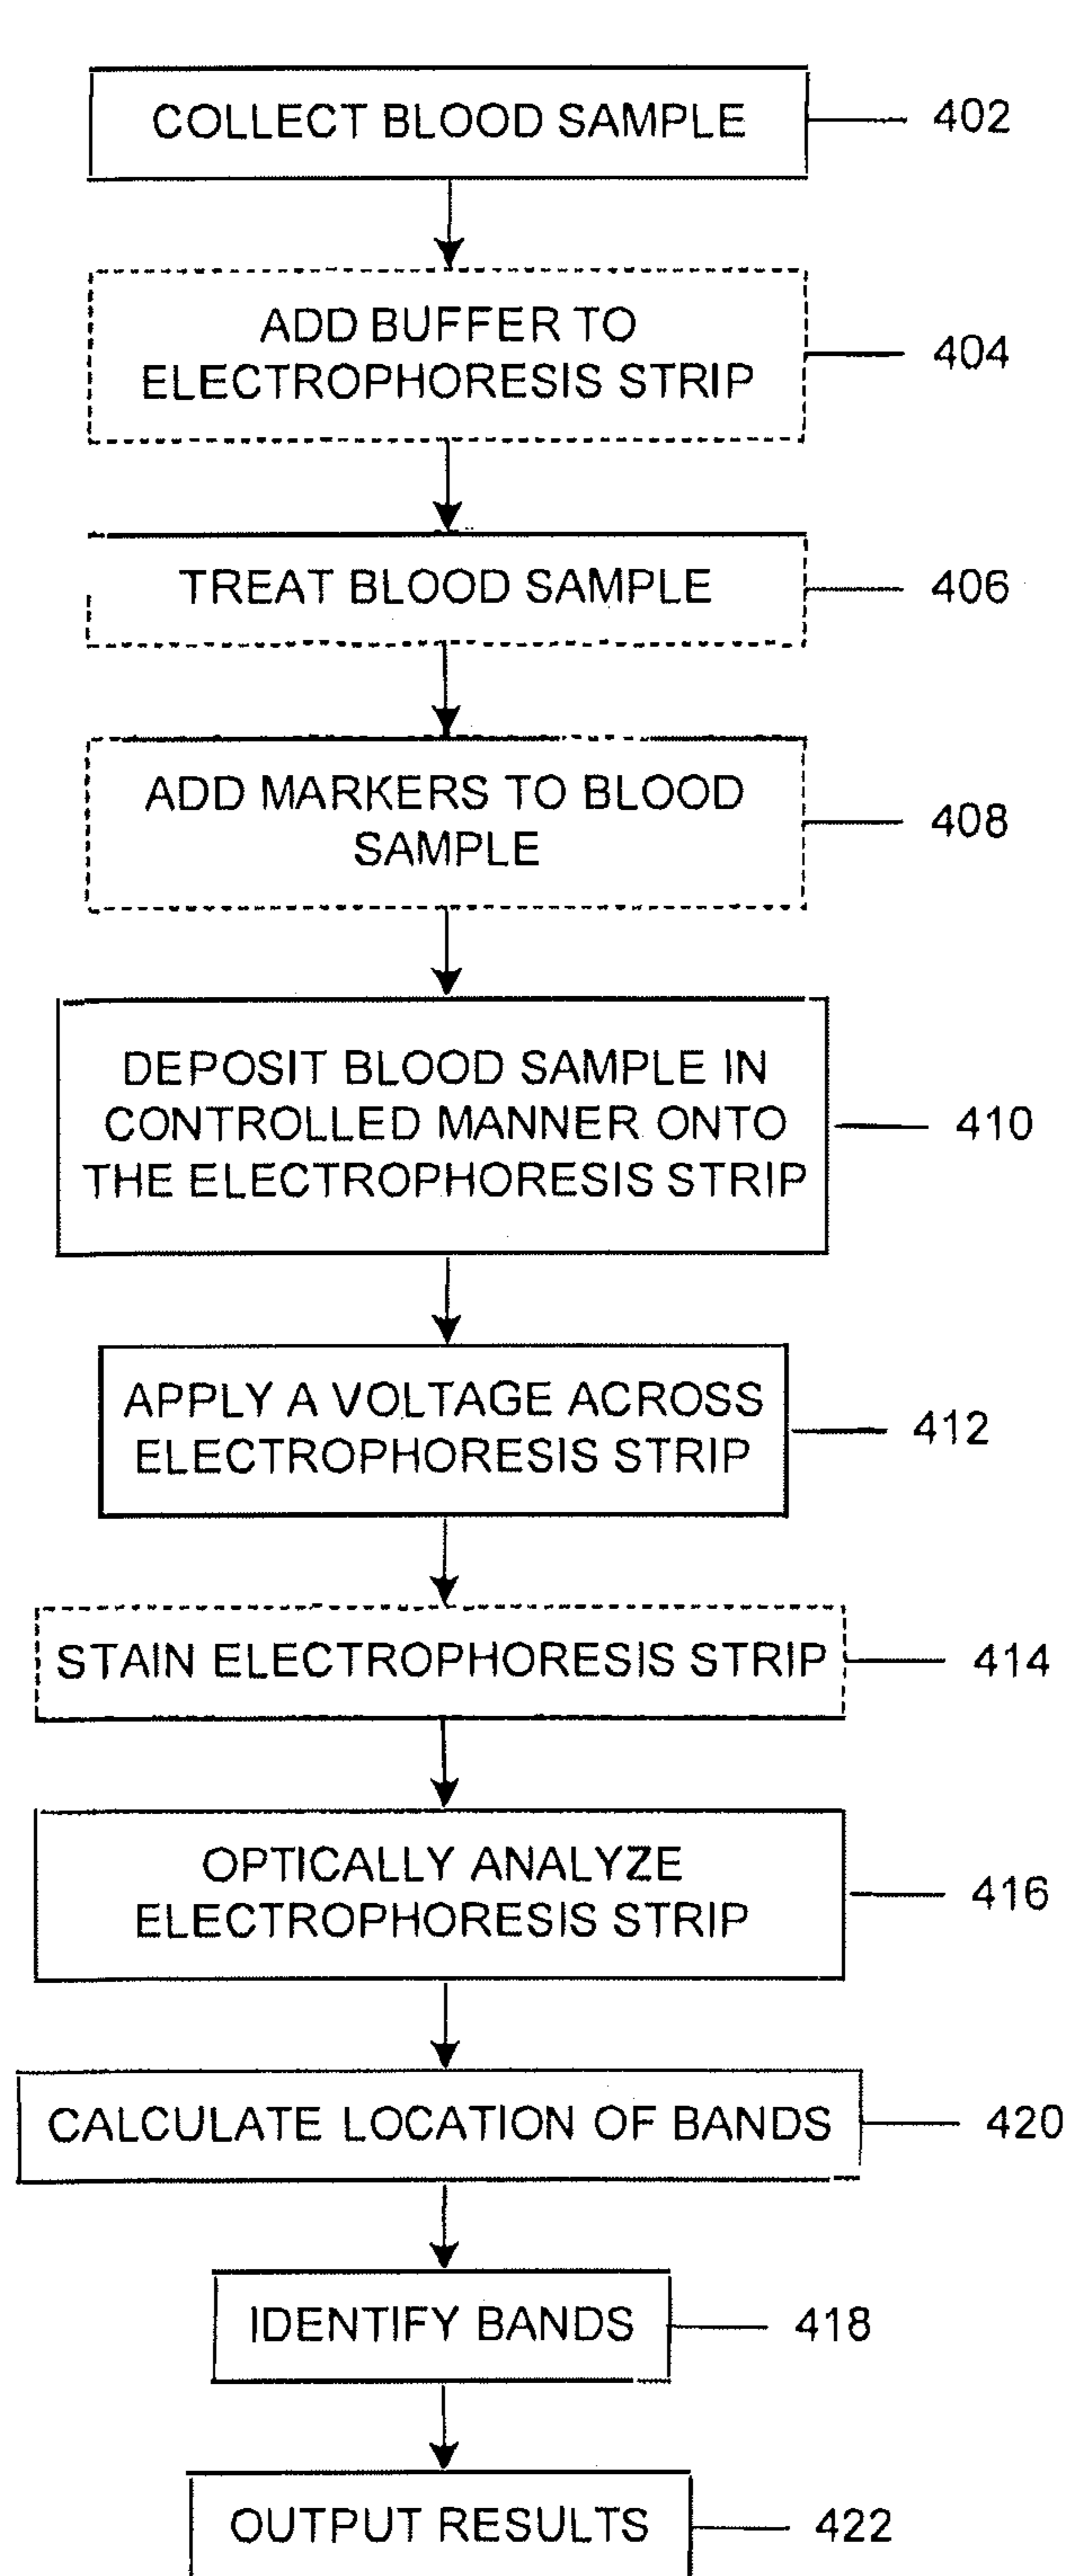 COLLECT BLOOD SAMPLE
402
ADD BUFFER TO
ELECTROPHORESIS STRIP
404
TREAT BLOOD SAMPLE
406
ADD MARKERS TO BLOOD
SAMPLE
408
DEPOSIT BLOOD SAMPLE IN
CONTROLLED MANNER ONTO
THE ELECTROPHORESIS STRIP
410
APPLY A VOLTAGE ACROSS
ELECTROPHORESIS STRIP
412
STAIN ELECTROPHORESIS STRIP
414
OPTICALLY ANALYZE
ELECTROPHORESIS STRIP
416
CALCULATE LOCATION OF BANDS
420
IDENTIFY BANDS
418
OUTPUT RESULTS
422